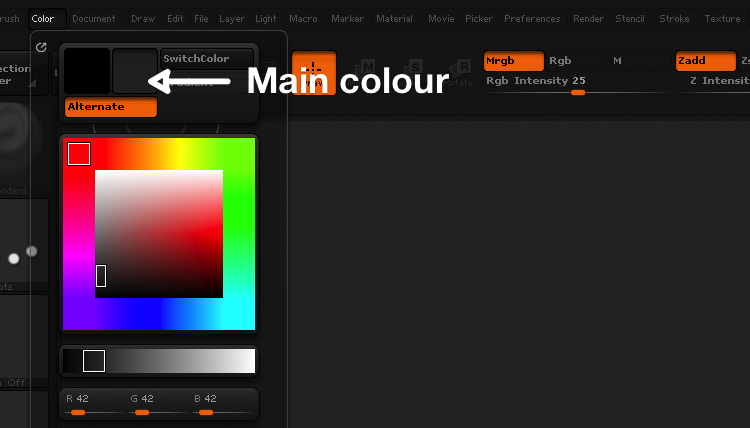 rush Color Document Draw Edit File Layer Light Macro Marker Material Movie Picker Preferences Render Stencil Stroke Texture
SwitchColor
Alternate
Main colour
Mrgb Rgb M Zadd Zs
Rgb Intensity 25 Z Intensit
ection
er
andard
ots
Off
R 42 G 42 B 42